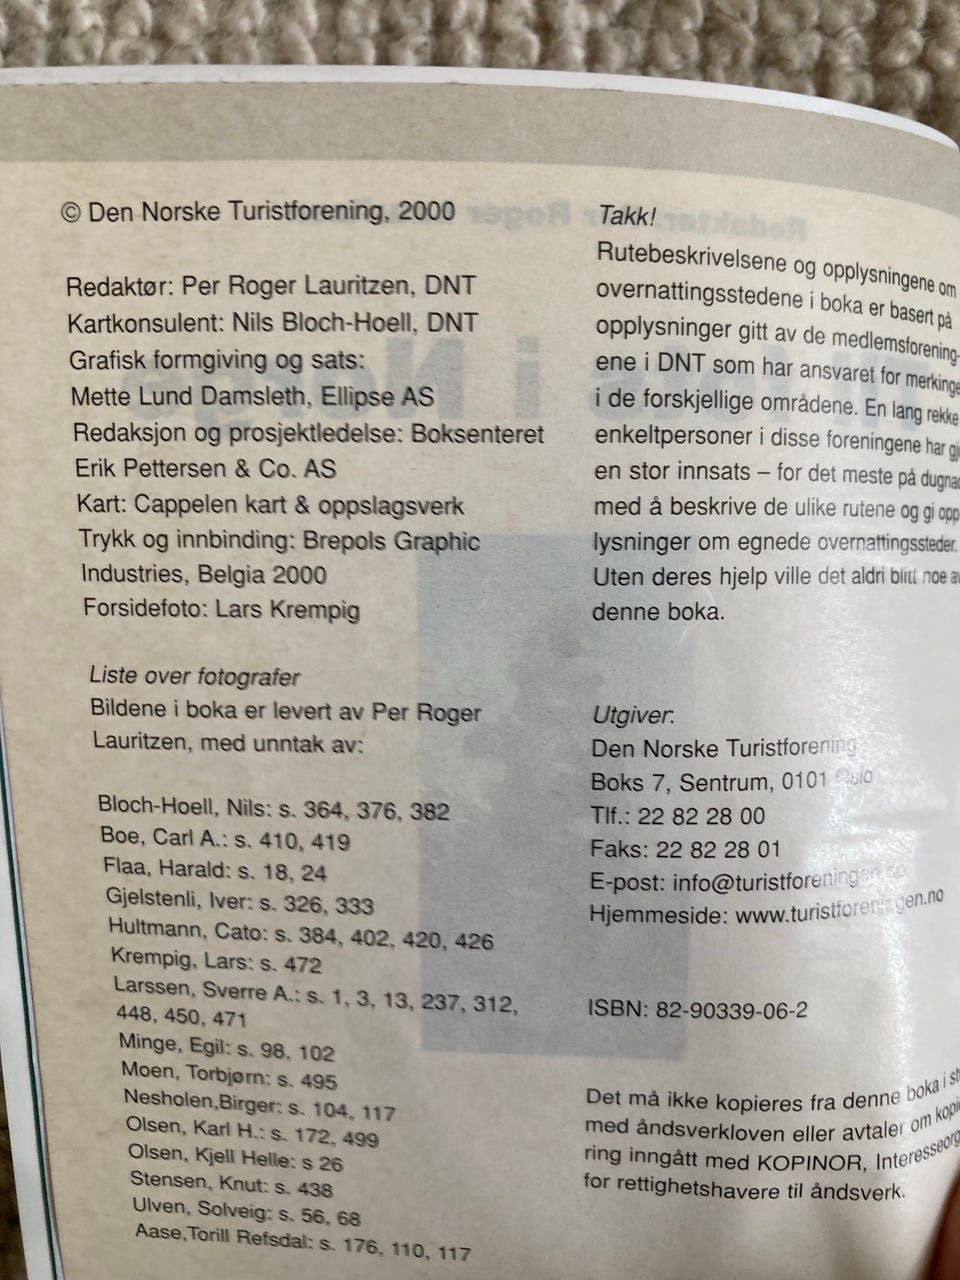 © Den Norske Turistforening, 2000
Redaktør: Per Roger Lauritzen, DNT
Kartkonsulent: Nils Bloch-Hoell, DNT
Grafisk formgiving og sats:
Mette Lund Damsleth, Ellipse AS
Redaksjon og prosjektledelse: Boksenteret
Erik Pettersen & Co. AS
Kart: Cappelen kart & oppslagsverk
Trykk og innbinding: Brepols Graphic
Industries, Belgia 2000
Forsidefoto: Lars Krempig
Liste over fotografer
Bildene i boka er levert av Per Roger
Lauritzen, med unntak av:
Bloch-Hoell, Nils: s. 364, 376, 382
Boe, Carl A.: s. 410, 419
Flaa, Harald: s. 18, 24
Gjelstenli, Iver: s. 326, 333
Hultmann, Cato: s. 384, 402, 420, 426
Krempig, Lars: s. 472
Larssen, Sverre A.: s. 1, 3, 13, 237, 312,
448, 450, 471
Minge, Egil: s. 98, 102
Moen, Torbjørn: s. 495
Nesholen,Birger: s. 104, 117
Olsen, Karl H.: s. 172, 499
Olsen, Kjell Helle: s 26
Stensen, Knut: s. 438
Ulven, Solveig: s. 56, 68
Aase,Torill Refsdal: s. 176, 110, 117
Takk!
Rutebeskrivelsene og opplysningene om
overnattingsstedene i boka er basert på
opplysninger gitt av de medlemsforening-
ene i DNT som har ansvaret for merkinge
i de forskjellige områdene. En lang rekke
enkeltpersoner i disse foreningene har
en stor innsats – for det meste på dugnad
med å beskrive de ulike rutene og gi opp
lysninger om egnede overnattingssteder.
Uten deres hjelp ville det aldri blitt noe av
denne boka.
Utgiver:
Den Norske Turistforening
Boks 7, Sentrum, 0101 Oslo
Tlf.: 22 82 28 00
Faks: 22 82 28 01
E-post: info@turistforeningen.no
Hjemmeside: www.turistforeningen.no
ISBN: 82-90339-06-2
Det må ikke kopieres fra denne boka i
med åndsverkloven eller avtaler om kopie
ring inngått med KOPINOR, Interesseorg
for rettighetshavere til åndsverk.